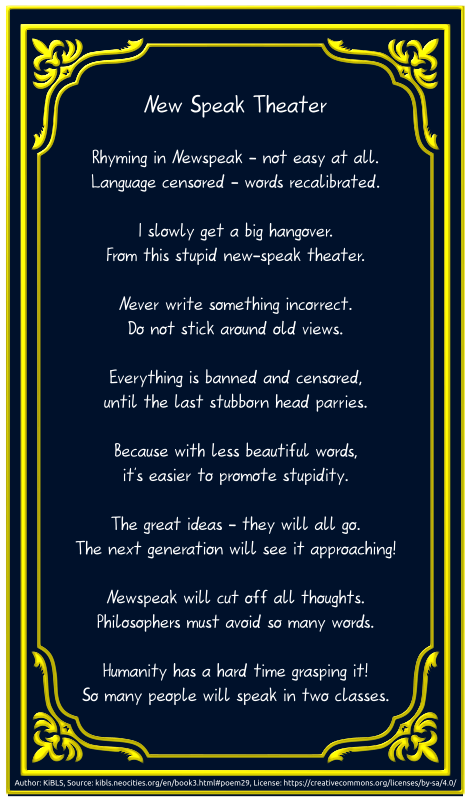 New Speak Theater
Rhyming in Newspeak - not easy at all.
Language censored - words recalibrated.
I slowly get a big hangover.
From this stupid new-speak theater.
Never write something incorrect.
Do not stick around old views.
Everything is banned and censored,
until the last stubborn head parries.
Because with less beautiful words,
it's easier to promote stupidity.
The great ideas - they will all go.
The next generation will see it approaching!
Newspeak will cut off all thoughts.
Philosophers must avoid so many words.
Humanity has a hard time grasping it!
So many people will speak in two classes.
Author: KiBLS, Source: kibls.neocities.org/en/book3.html#poem29, License: https://creativecommons.org/licenses/by-sa/4.0/